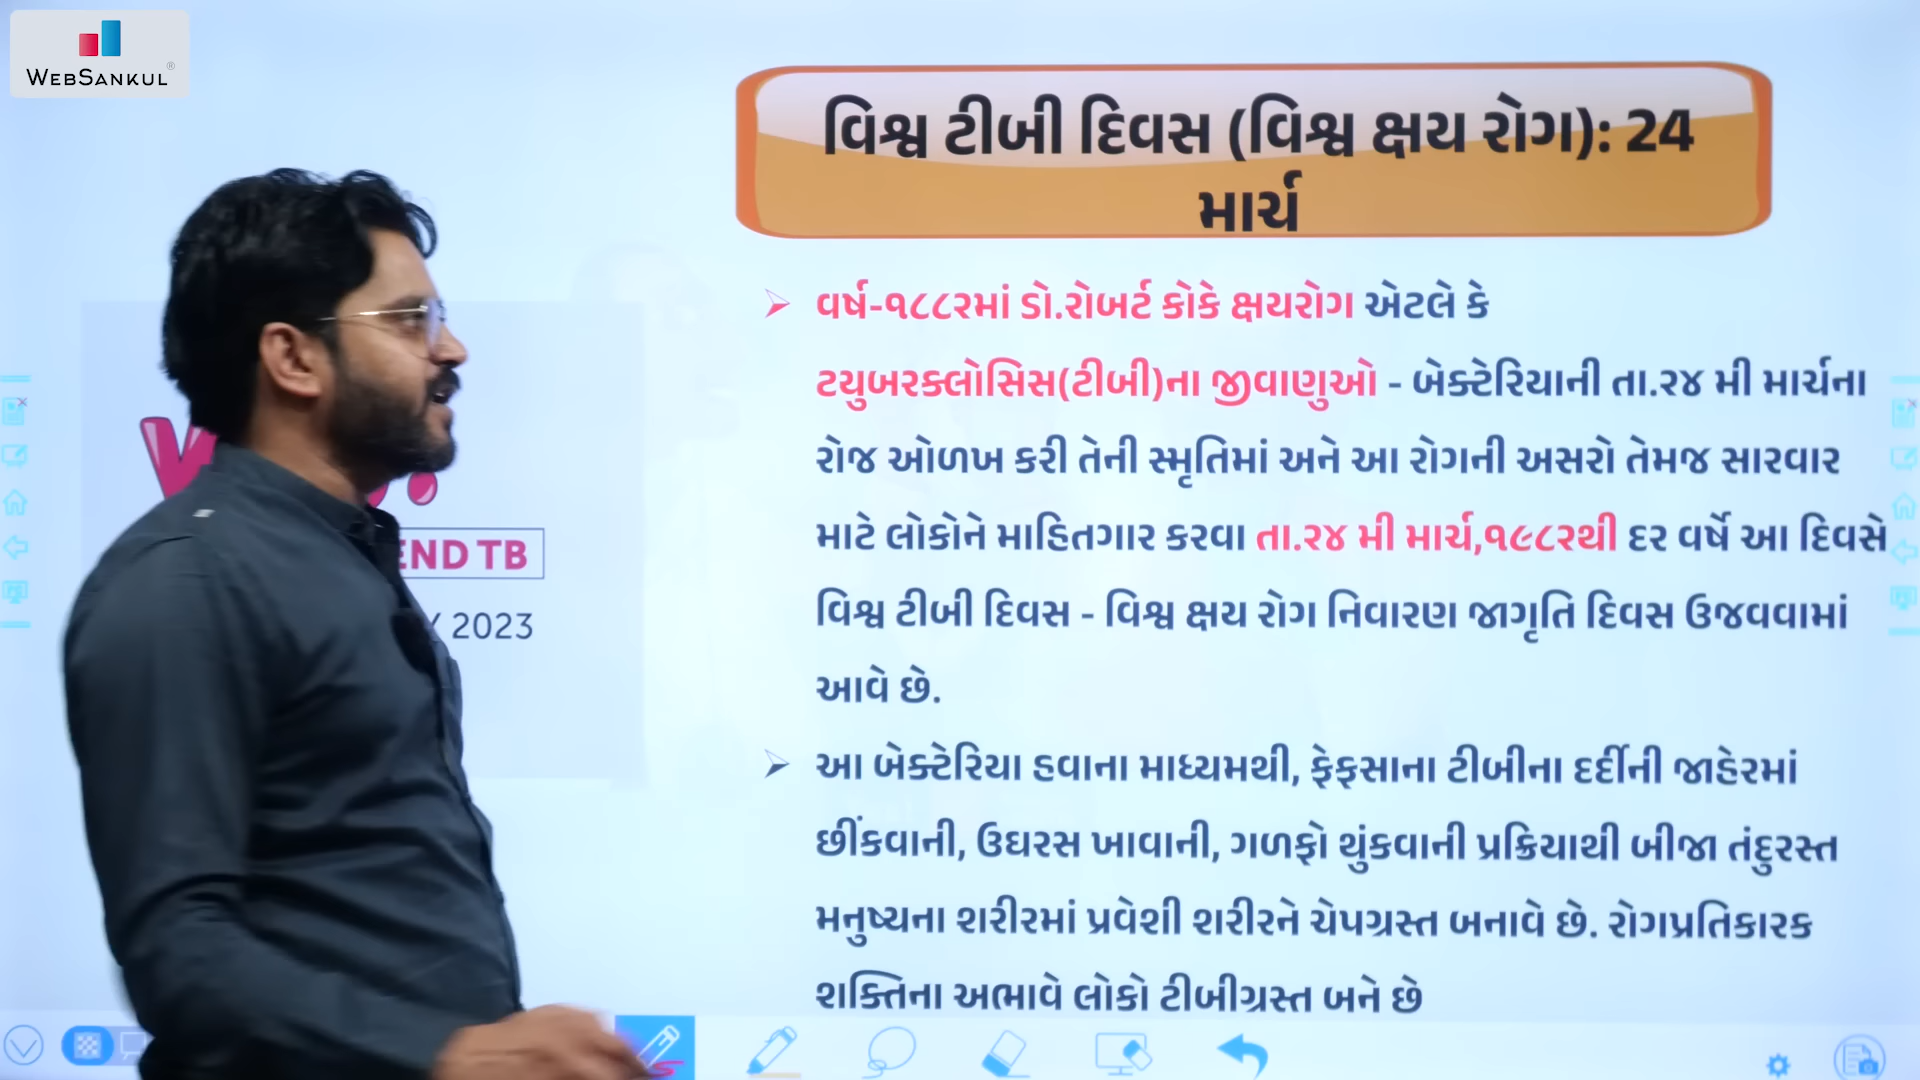 WEBSANKUL®
વિશ્વ ટીબી દિવસ (વિશ્વ ક્ષય રોગ): 24
માર્ચ
વર્ષ-૧૮૮૨માં ડો.રોબર્ટ કોકે ક્ષયરોગ એટલે કે
ટયુબરક્લોસિસ(ટીબી)ના જીવાણુઓ - બેક્ટેરિયાની તા.૨૪ મી માર્ચના
રોજ ઓળખ કરી તેની સ્મૃતિમાં અને આ રોગની અસરો તેમજ સારવાર
માટે લોકોને માહિતગાર કરવા તા.૨૪ મી માર્ચ,૧૯૮૨થી દર વર્ષે આ દિવસે
વિશ્વ ટીબી દિવસ - વિશ્વ ક્ષય રોગ નિવારણ જાગૃતિ દિવસ ઉજવવામાં
આવે છે.
આ બેક્ટેરિયા હવાના માધ્યમથી, ફેફસાના ટીબીના દર્દીની જાહેરમાં
છીંકવાની, ઉધરસ ખાવાની, ગળફો થુંકવાની પ્રક્રિયાથી બીજા તંદુરસ્ત
મનુષ્યના શરીરમાં પ્રવેશી શરીરને ચેપગ્રસ્ત બનાવે છે. રોગપ્રતિકારક
શક્તિના અભાવે લોકો ટીબીગ્રસ્ત બને છે
END TB
2023